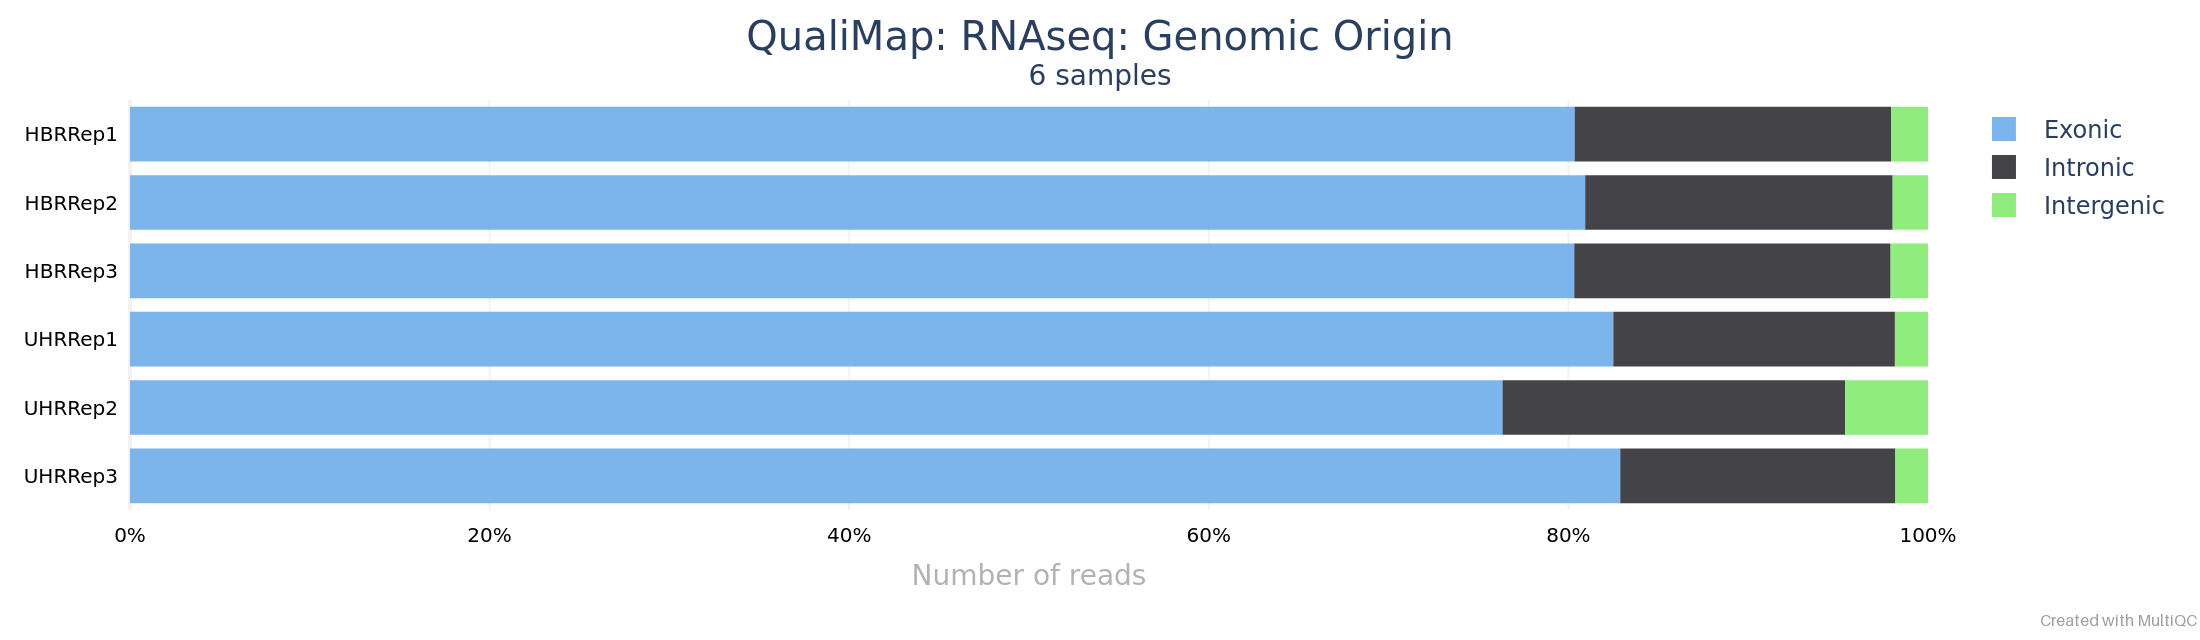 QualiMap: RNAseq: Genomic Origin
6 samples
HBRRep1
HBRRep2
HBRRep3
UHRRep1
UHRRep2
UHRRep3
0% 20% 40% 60% 80% 100%
Number of reads
Exonic
Intronic
Intergenic
Created with MultiQC